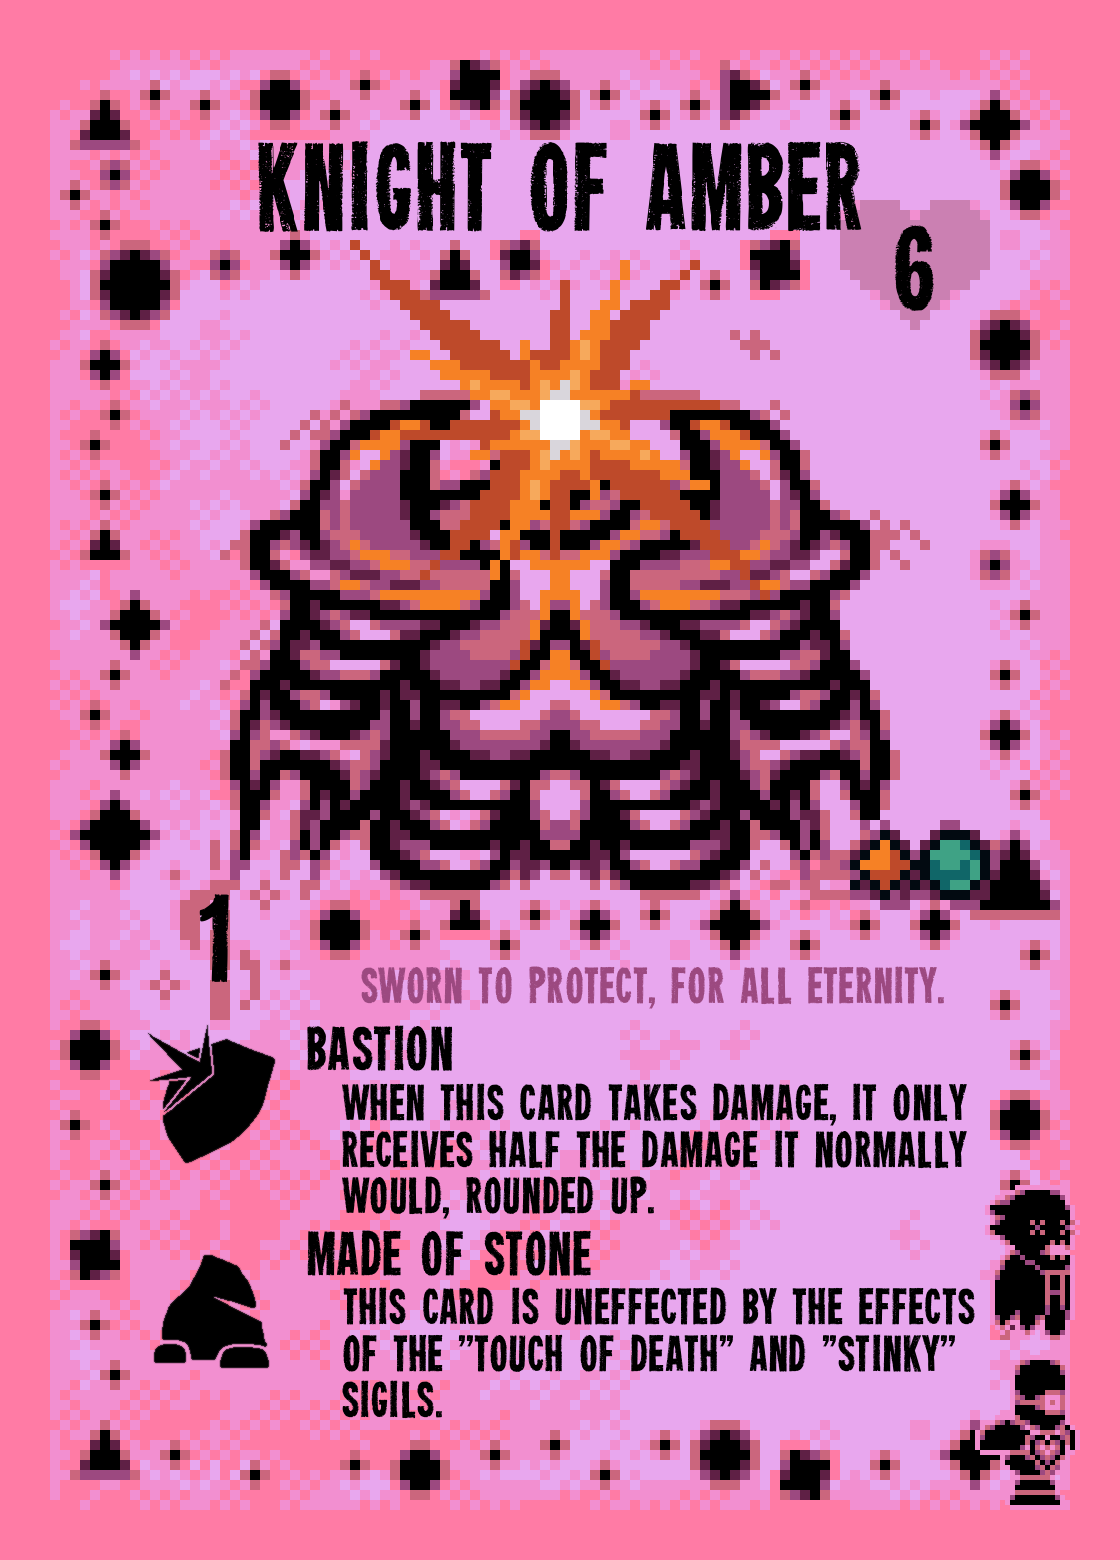 KNIGHT OF AMBER
6
1
SWORN TO PROTECT, FOR ALL ETERNITY.
BASTION
WHEN THIS CARD TAKES DAMAGE, IT ONLY
RECEIVES HALF THE DAMAGE IT NORMALLY
WOULD, ROUNDED UP.
MADE OF STONE
THIS CARD IS UNEFFECTED BY THE EFFECTS
OF THE "TOUCH OF DEATH" AND "STINKY"
SIGILS.